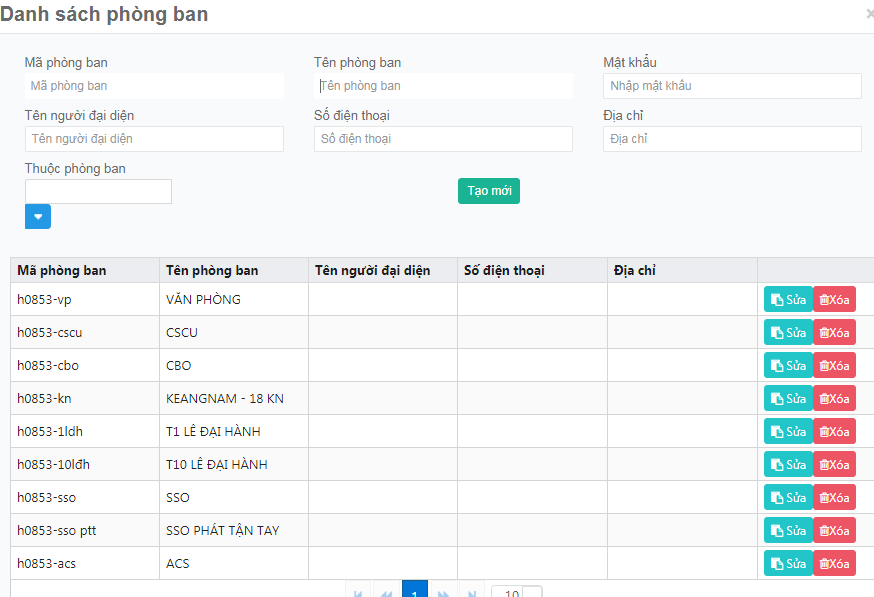 Danh sách phòng ban ×
Mã phòng ban Tên phòng ban Mật khẩu
Mã phòng ban Tên phòng ban Nhập mật khẩu
Tên người đại diện Số điện thoại Địa chỉ
Tên người đại diện Số điện thoại Địa chỉ
Thuộc phòng ban
Tạo mới
Mã phòng ban Tên phòng ban Tên người đại diện Số điện thoại Địa chỉ
h0853-vp VĂN PHÒNG Sửa Xóa
h0853-cscu CSCU Sửa Xóa
h0853-cbo CBO Sửa Xóa
h0853-kn KEANGNAM - 18 KN Sửa Xóa
h0853-1ldh T1 LÊ ĐẠI HÀNH Sửa Xóa
h0853-10lđh T10 LÊ ĐẠI HÀNH Sửa Xóa
h0853-sso SSO Sửa Xóa
h0853-sso ptt SSO PHÁT TẬN TAY Sửa Xóa
h0853-acs ACS Sửa Xóa
1 10